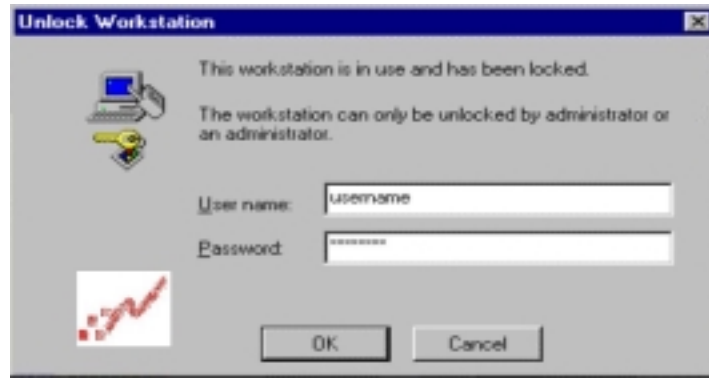 Unlock Workstation
This workstation is in use and has been locked.
The workstation can only be unlocked by administrator or
an administrator.
User name:
username
Password:
********
OK
Cancel